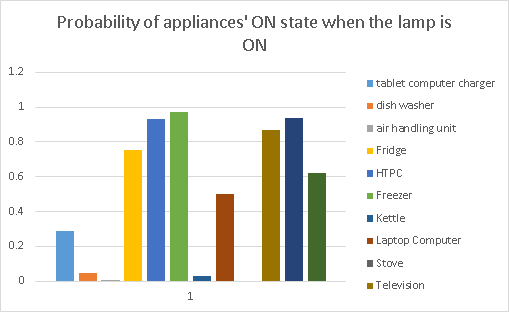 Probability of appliances' ON state when the lamp is
ON
1.2
1
0.8
0.6
0.4
0.2
0
1
tablet computer charger
dish washer
air handling unit
Fridge
HTPC
Freezer
Kettle
Laptop Computer
Stove
Television